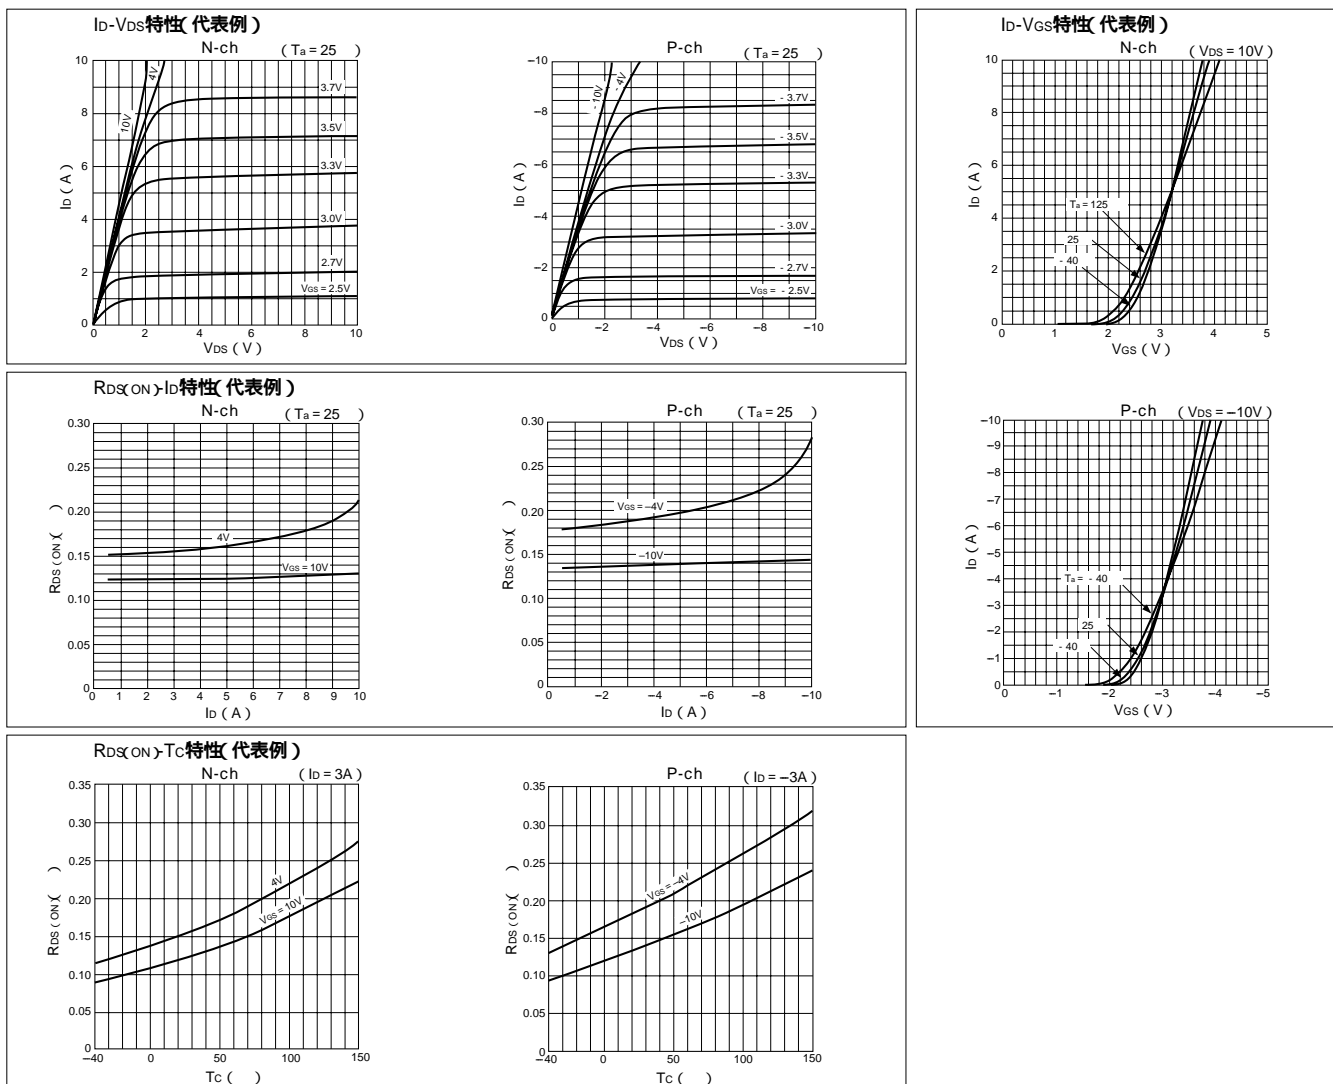 ID-VDS特性(代表例)
N-ch
(Ta = 25 )
10
8
6
4
2
0
ID (A)
10V
4V
3.7V
3.5V
3.3V
3.0V
2.7V
VGS = 2.5V
0 2 4 6 8 10
VDS (V)
P-ch
(Ta = 25 )
−10
−8
−6
−4
−2
0
ID (A)
- 10V
- 4V
- 3.7V
- 3.5V
- 3.3V
- 3.0V
- 2.7V
VGS = - 2.5V
0 −2 −4 −6 −8 −10
VDS (V)
RDS(ON)-ID特性(代表例)
N-ch
(Ta = 25 )
0.30
0.25
0.20
0.15
0.10
0.05
0
RDS (ON)( )
4V
VGS = 10V
0 1 2 3 4 5 6 7 8 9 10
ID (A)
P-ch
(Ta = 25 )
0.30
0.25
0.20
0.15
0.10
0.05
0
RDS (ON)( )
VGS = −4V
−10V
0 −2 −4 −6 −8 −10
ID (A)
RDS(ON)-TC特性(代表例)
N-ch
(ID = 3A)
0.35
0.30
0.25
0.20
0.15
0.10
0.05
0
RDS (ON)( )
4V
VGS = 10V
−40 0 50 100 150
TC ( )
P-ch
(ID = −3A)
0.35
0.30
0.25
0.20
0.15
0.10
0.05
0
RDS (ON)( )
VGS = −4V
−10V
−40 0 50 100 150
TC ( )
ID-VGS特性(代表例)
N-ch
(VDS = 10V)
10
8
6
4
2
0
ID (A)
Ta = 125
25
- 40
0 1 2 3 4 5
VGS (V)
P-ch
(VDS = −10V)
−10
−9
−8
−7
−6
−5
−4
−3
−2
−1
0
ID (A)
Ta = - 40
25
- 40
0 −1 −2 −3 −4 −5
VGS (V)